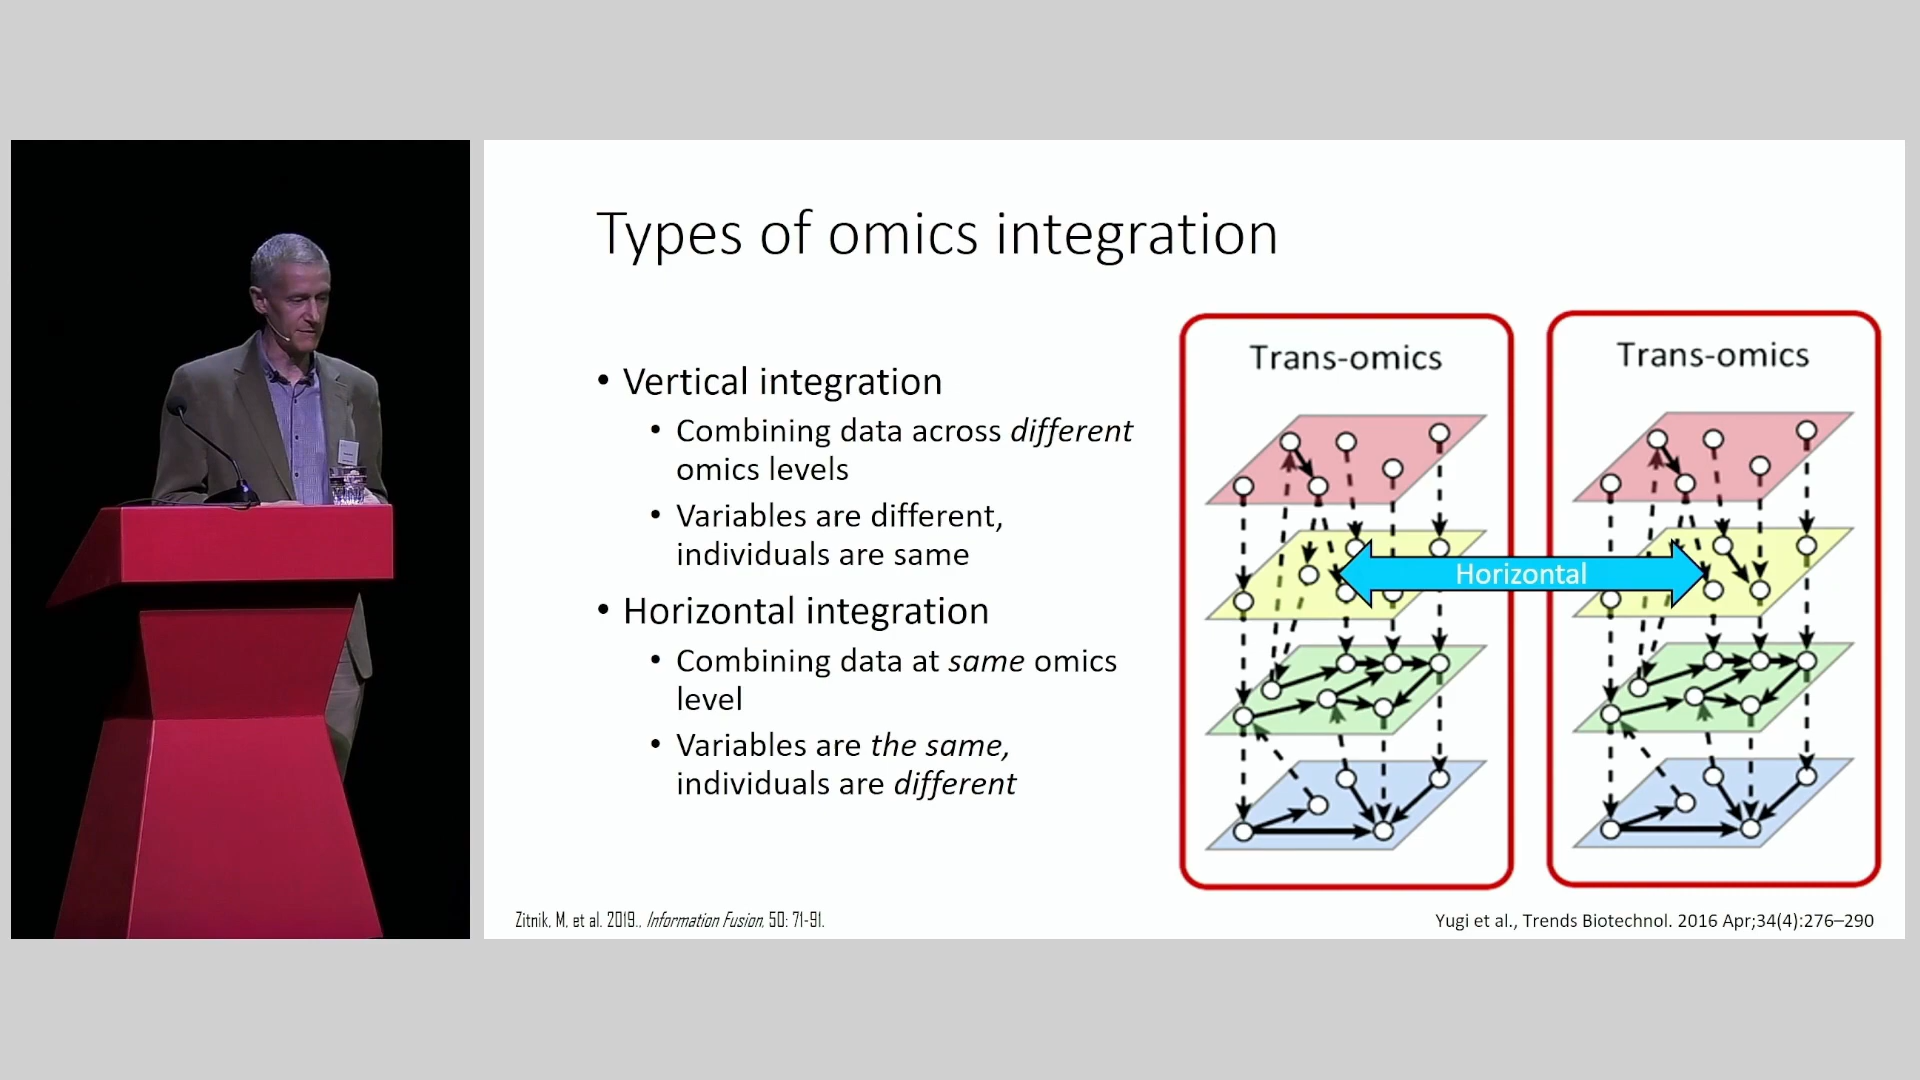 Types of omics integration
• Vertical integration
• Combining data across different
omics levels
• Variables are different,
individuals are same
• Horizontal integration
• Combining data at same omics
level
• Variables are the same,
individuals are different
Trans-omics
Trans-omics
Horizontal
Zitnik, M, et al. 2019., Information Fusion, 50: 71-91.
Yugi et al., Trends Biotechnol. 2016 Apr;34(4):276–290